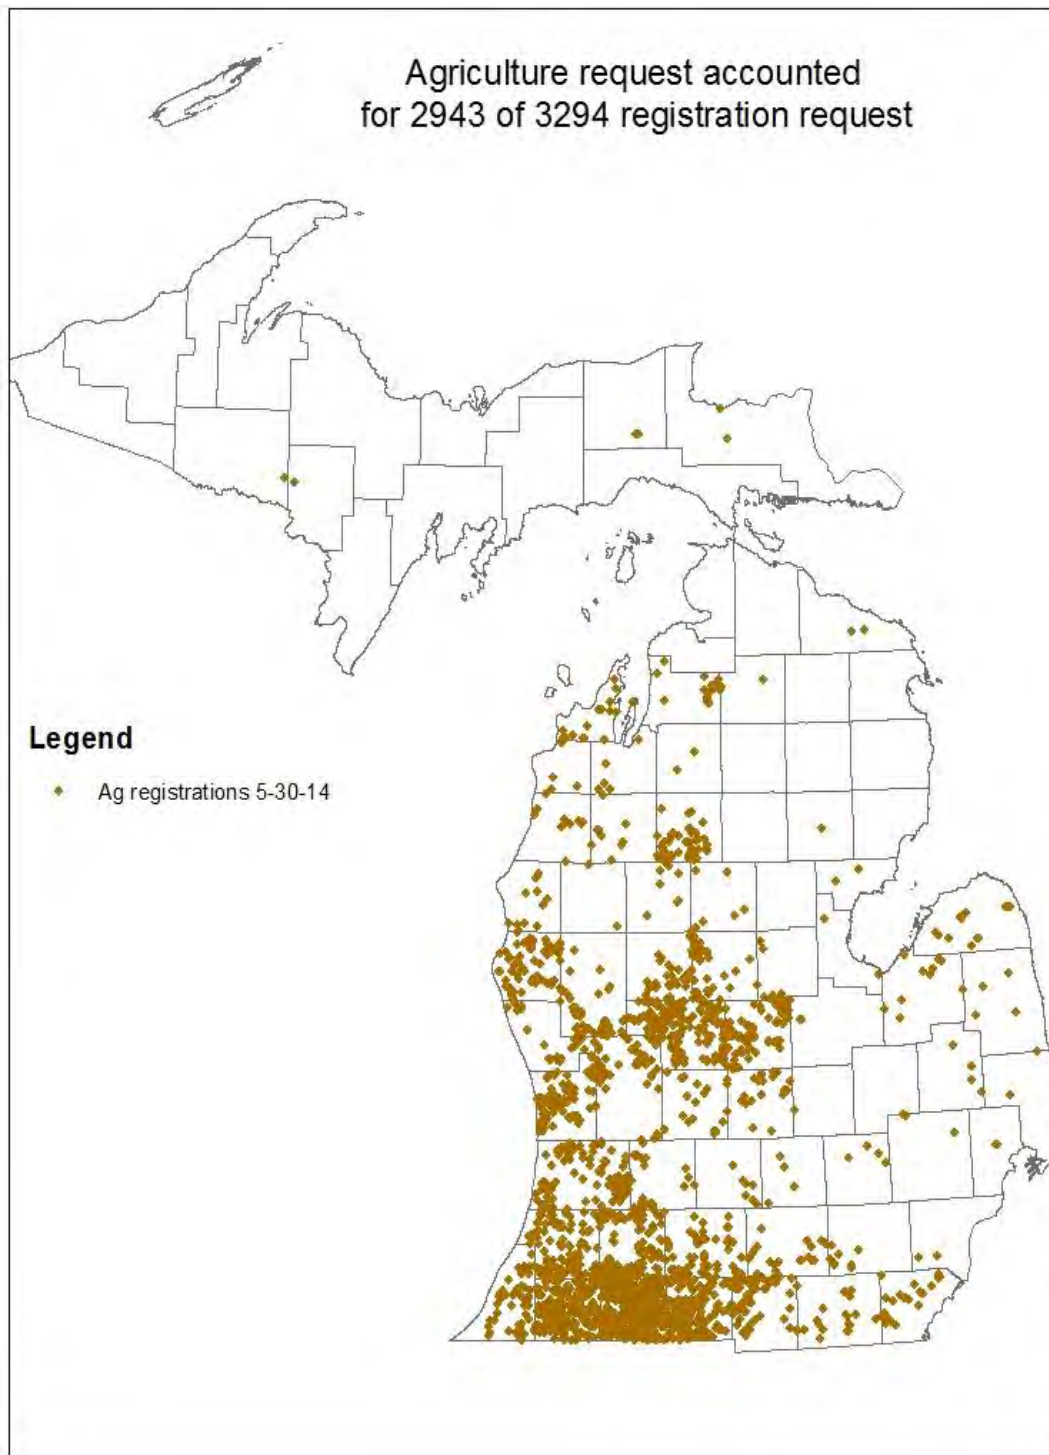 Agriculture request accounted
for 2943 of 3294 registration request
Legend
Ag registrations 5-30-14